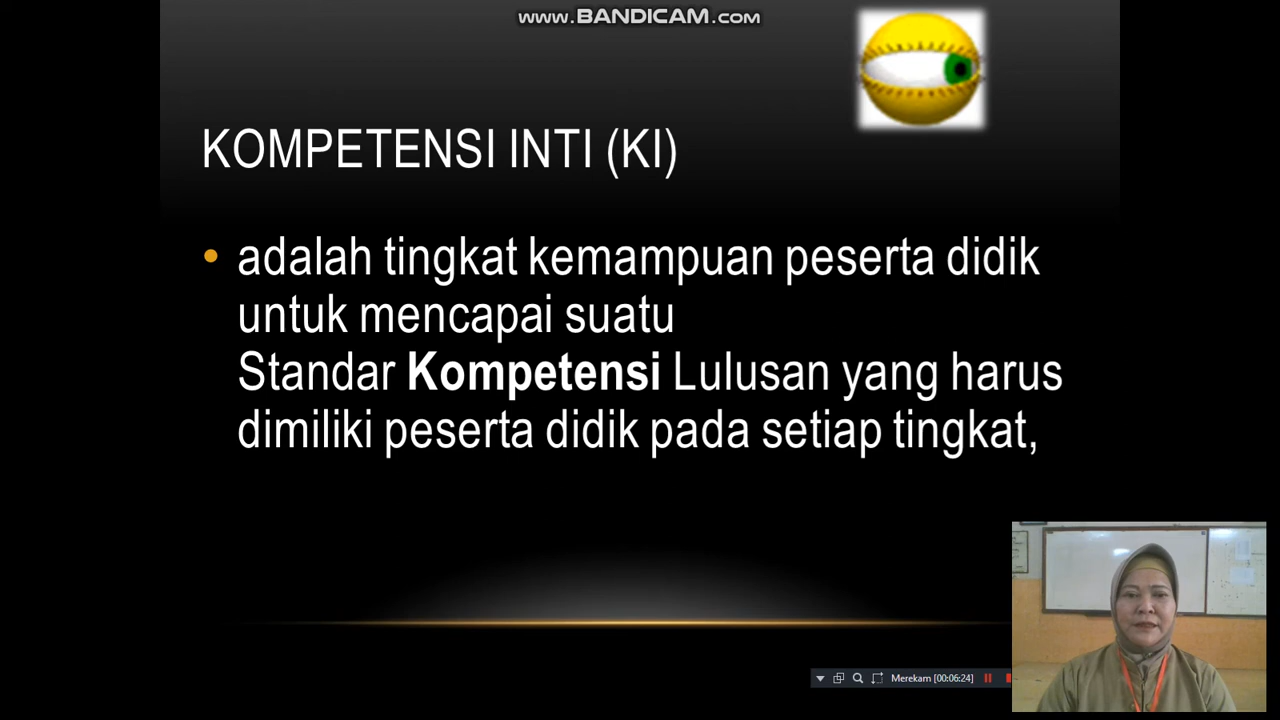 www.BANDICAM.com
KOMPETENSI INTI (KI)
• adalah tingkat kemampuan peserta didik
untuk mencapai suatu
Standar Kompetensi Lulusan yang harus
dimiliki peserta didik pada setiap tingkat,
Merekam [00:06:24]